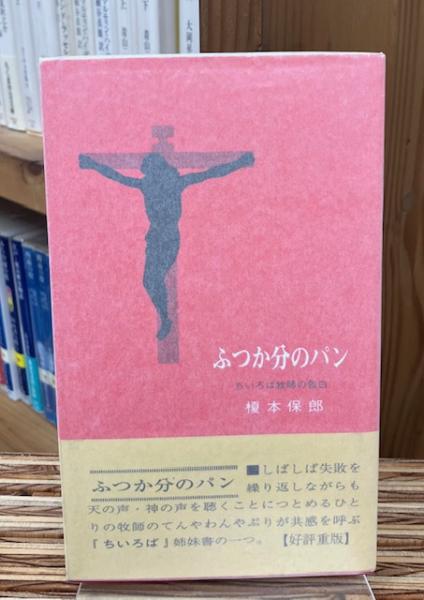 ふつか分のパン
ちいろば牧師の告白
榎本保郎
ふつか分のパン
■しばしば失敗を
繰り返しながらも
天の声・神の声を聴くことにつとめるひと
りの牧師のてんやわんやぶりが共感を呼ぶ
『ちいろば』姉妹書の一つ。【好評重版】